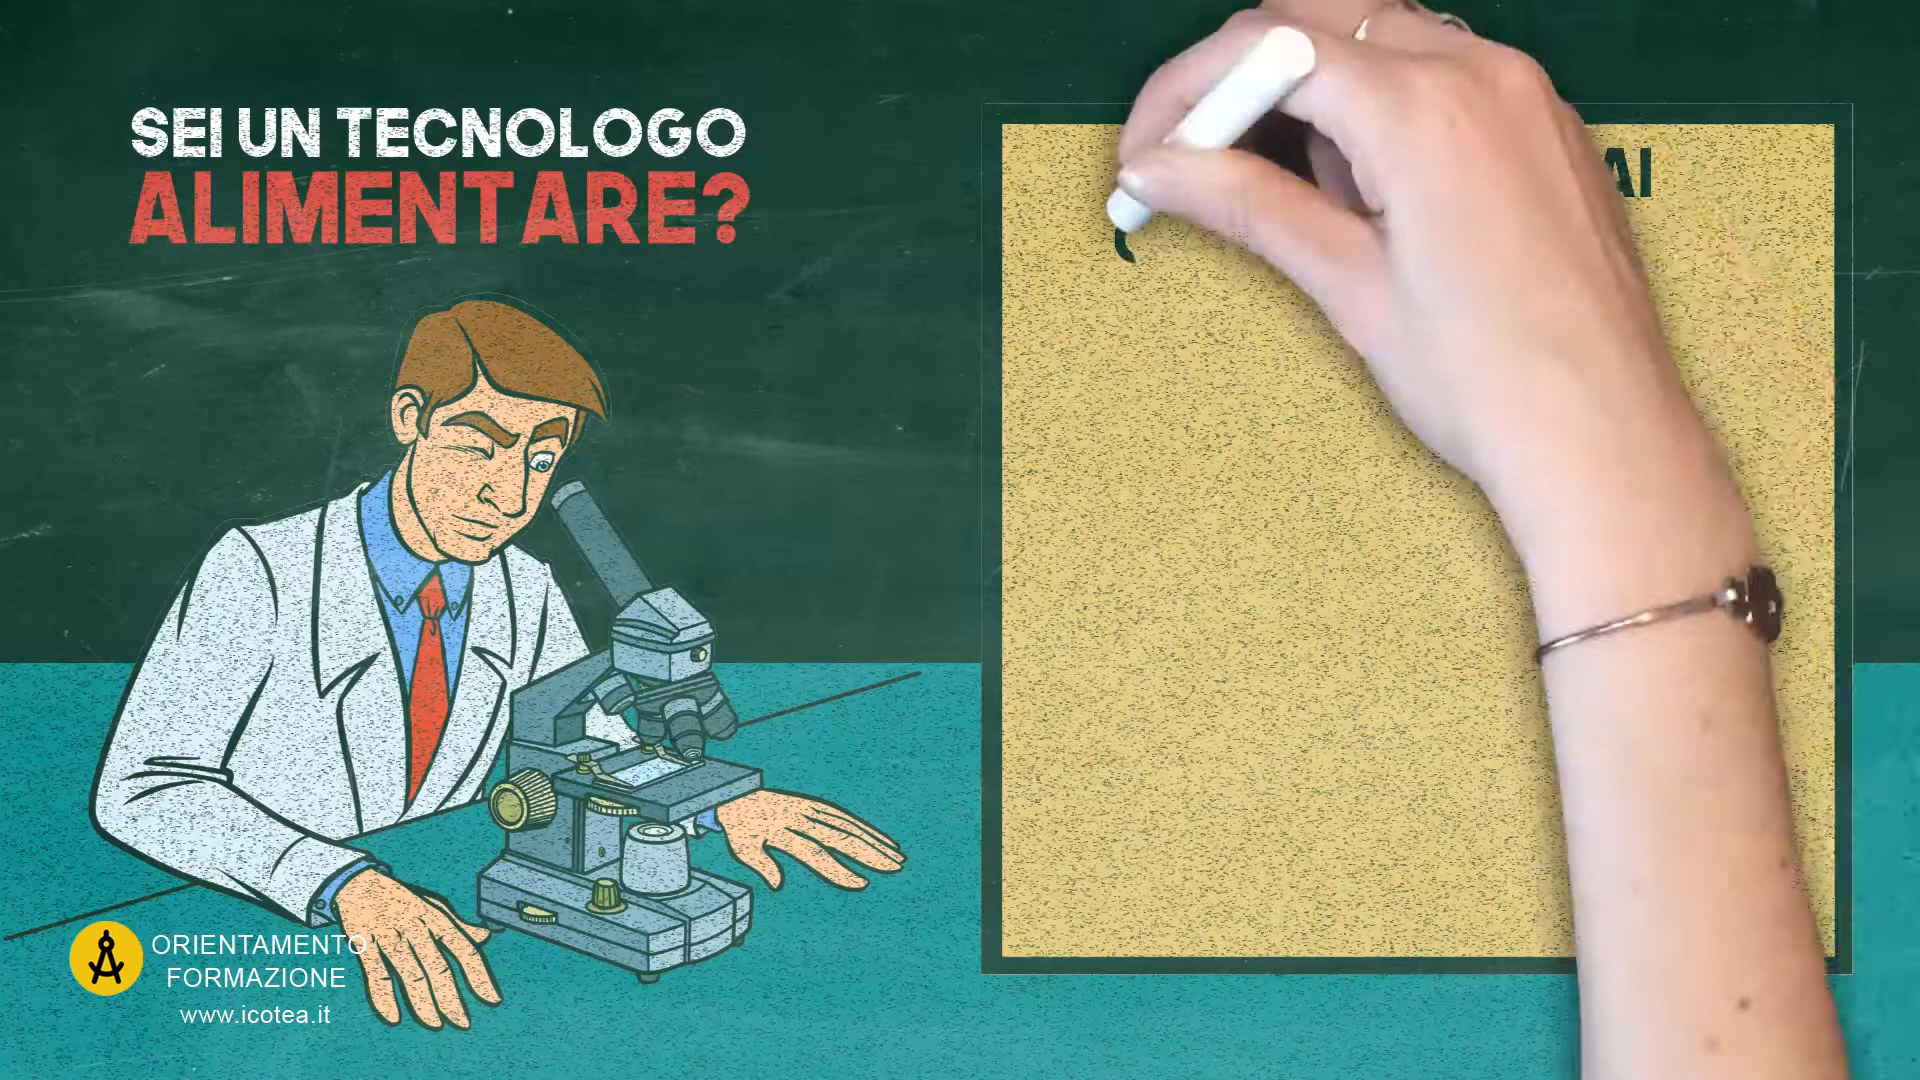 SEI UN TECNOLOGO
ALIMENTARE?
ORIENTAMENTO
FORMAZIONE
www.icotea.it